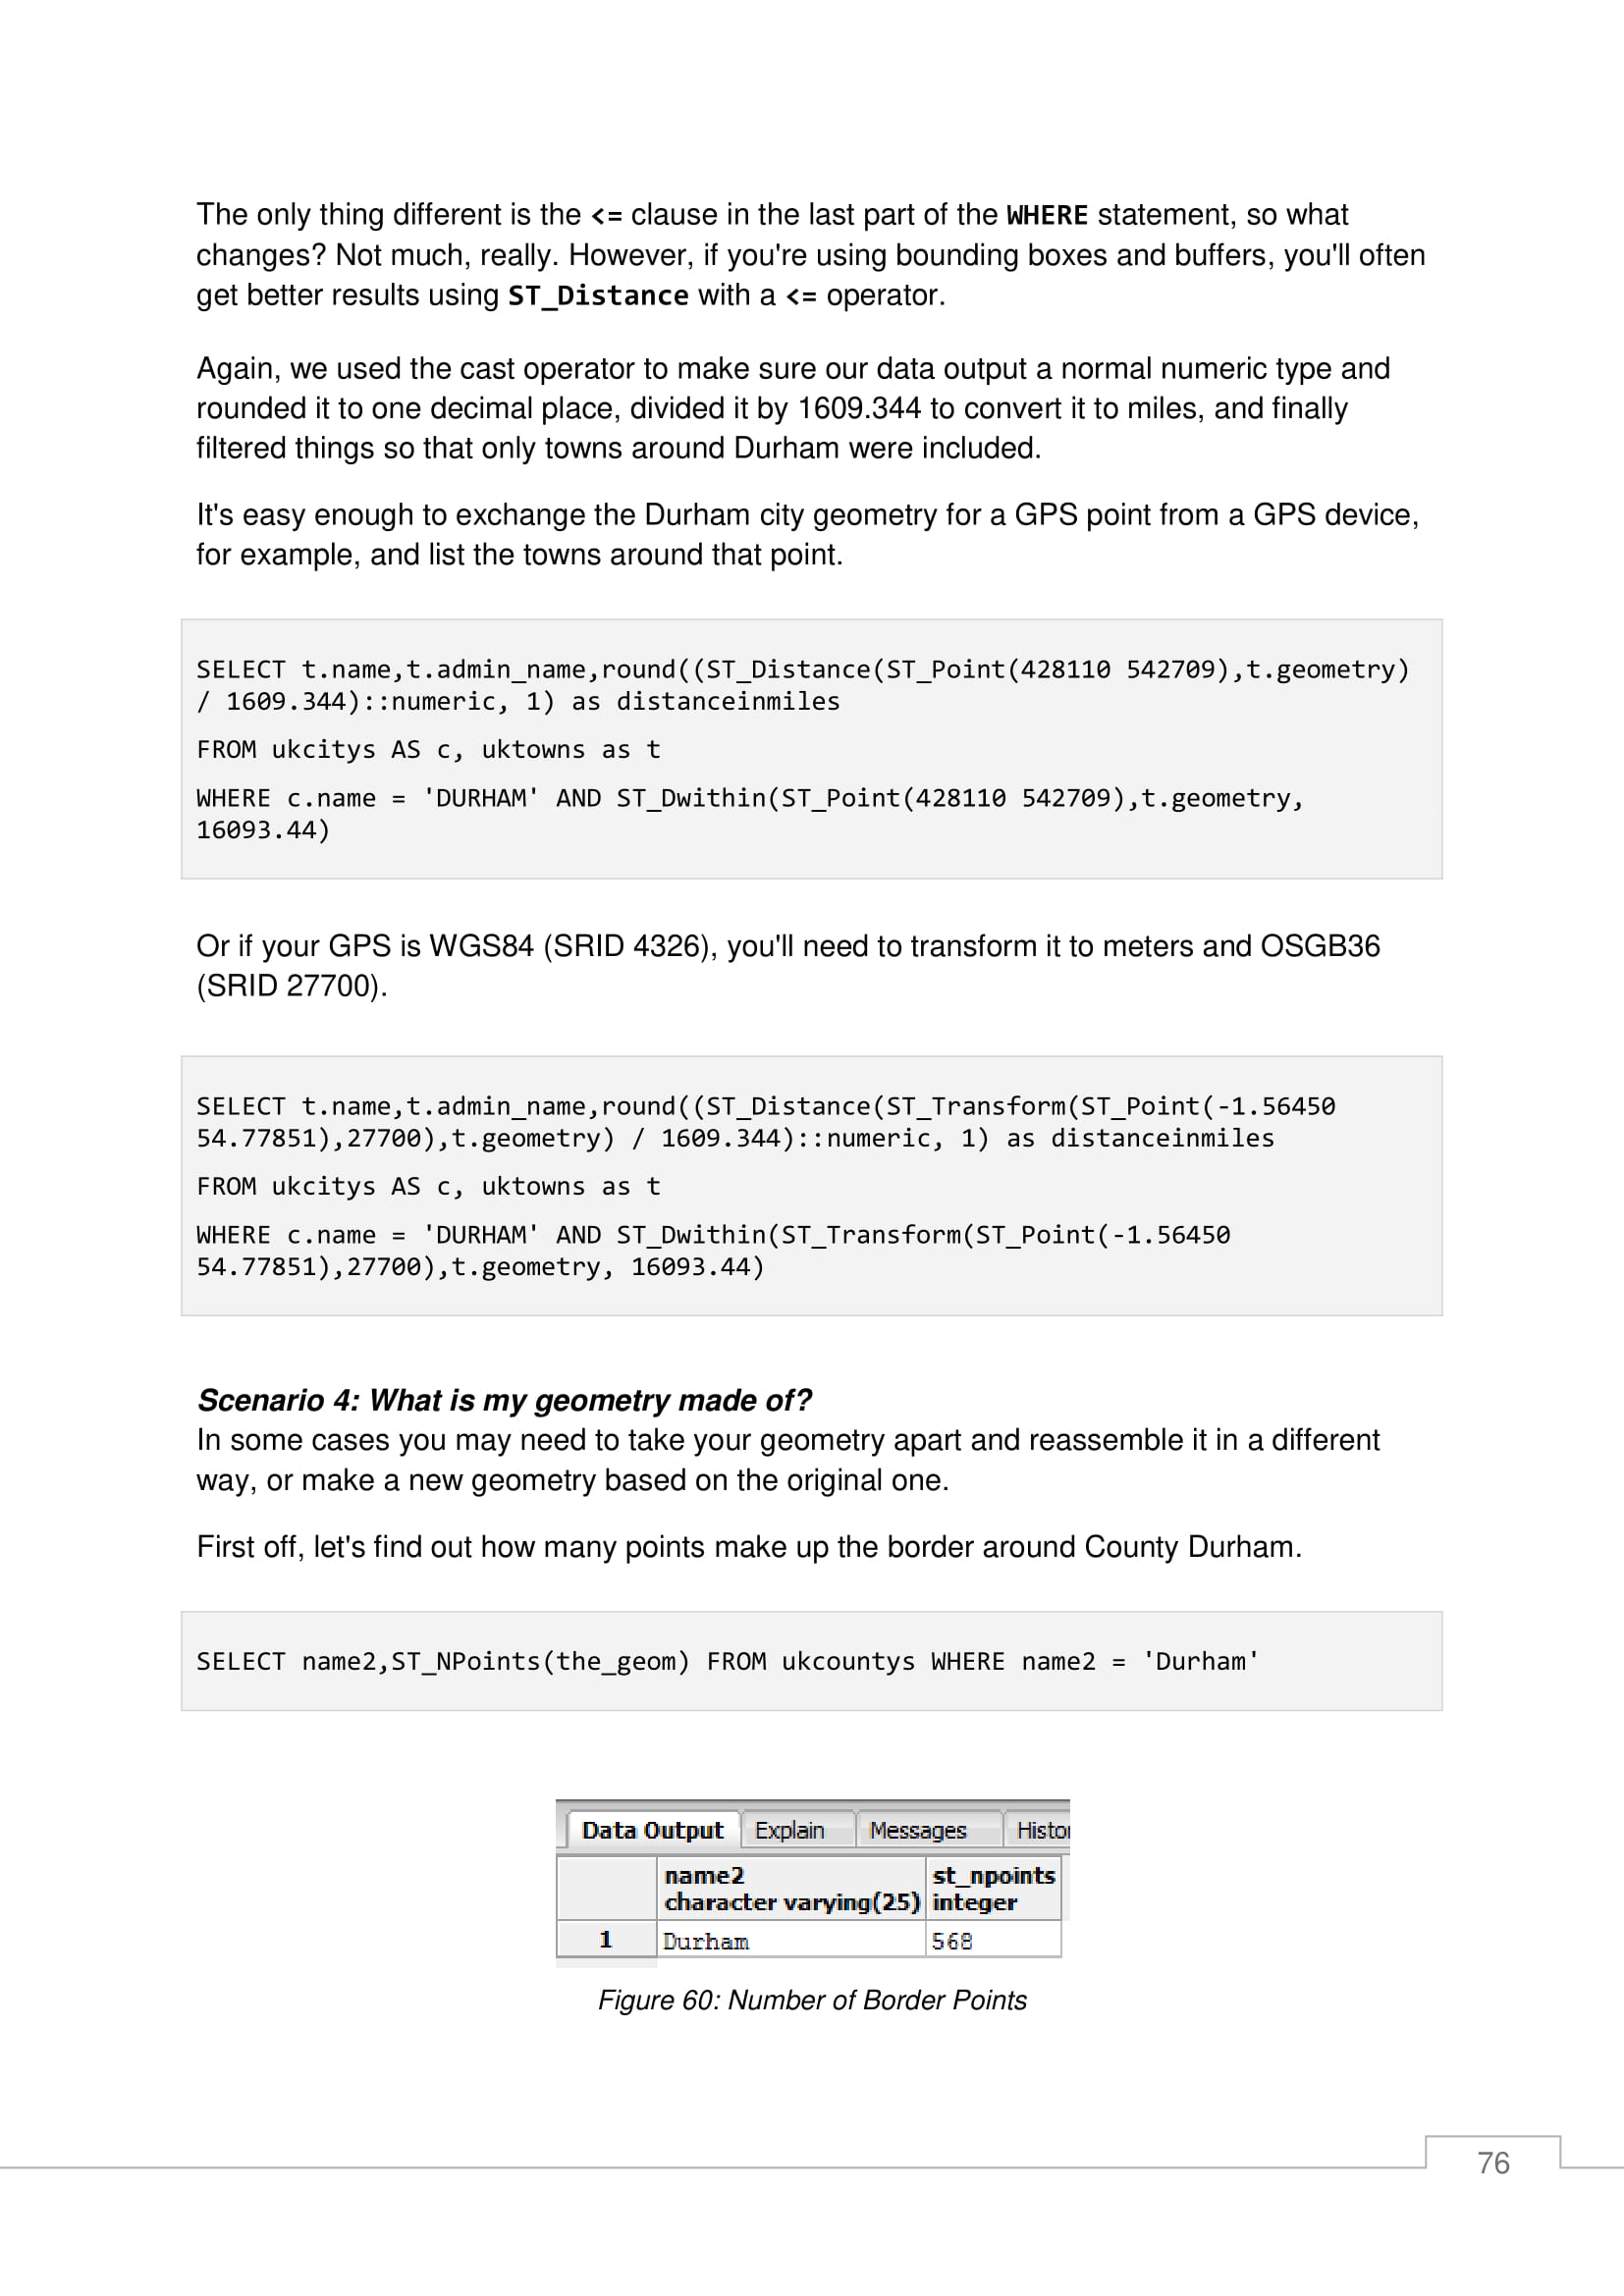 The only thing different is the <= clause in the last part of the WHERE statement, so what
changes? Not much, really. However, if you're using bounding boxes and buffers, you'll often
get better results using ST_Distance with a <= operator.
Again, we used the cast operator to make sure our data output a normal numeric type and
rounded it to one decimal place, divided it by 1609.344 to convert it to miles, and finally
filtered things so that only towns around Durham were included.
It's easy enough to exchange the Durham city geometry for a GPS point from a GPS device,
for example, and list the towns around that point.
SELECT t.name,t.admin_name,round((ST_Distance(ST_Point(428110 542709),t.geometry)
/ 1609.344)::numeric, 1) as distanceinmiles
FROM ukcitys AS c, uktowns as t
WHERE c.name = 'DURHAM' AND ST_Dwithin(ST_Point(428110 542709),t.geometry,
16093.44)
Or if your GPS is WGS84 (SRID 4326), you'll need to transform it to meters and OSGB36
(SRID 27700).
SELECT t.name,t.admin_name,round((ST_Distance(ST_Transform(ST_Point(-1.56450
54.77851),27700),t.geometry) / 1609.344)::numeric, 1) as distanceinmiles
FROM ukcitys AS c, uktowns as t
WHERE c.name = 'DURHAM' AND ST_Dwithin(ST_Transform(ST_Point(-1.56450
54.77851),27700),t.geometry, 16093.44)
Scenario 4: What is my geometry made of?
In some cases you may need to take your geometry apart and reassemble it in a different
way, or make a new geometry based on the original one.
First off, let's find out how many points make up the border around County Durham.
SELECT name2,ST_NPoints(the_geom) FROM ukcountys WHERE name2 = 'Durham'
Data Output Explain Messages Histo
name2 st_npoints
character varying(25) integer
1 Durham 568
Figure 60: Number of Border Points
76